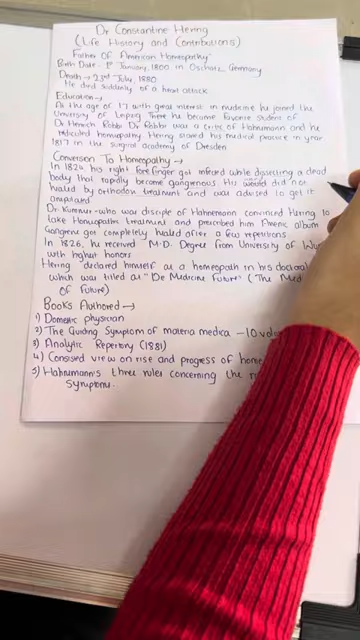 Dr Constantine Hering
(Life History and Contributions)
Father Of American Homeopathy
Birth Date - 1st January, 1800 in Oschatz, Germany
Death → 23rd July, 1880
He died suddenly of a heart attack
Education →
At the age of 17 with great interest in medicine he joined the
University of Leipzig There he became favorite student of
Dr Henrich Robbi Dr Robbi was a critic of Hahnemann and he
ridiculed homeopathy Hering started his medical practice in year
1817 in the surgical academy of Dresden
Conversion To Homeopathy →
In 1824 his right forefinger got infected while dissecting a dead
body that rapidly become gangrenous His wound did not
healed by orthodox treatment and was advised to get it
amputated
Dr Kummer - who was disciple of Hahnemann convinced Hering to
take Homeopathic treatment and prescribed him Arsenic album
Gangrene got completely healed after a few repetitions
In 1826, he received M.D. Degree from University of
with highest honors
Hering declared himself as a homeopath in his doctoral
which was titled as "De Medicine Future" (The Med
of Future)
Books Authored →
1) Domestic physician
2) The Guiding Symptom of materia medica - 10
3) Analytic Repertory (1881)
4) view on rise and progress of
5) Hahnemann's three rules concerning the
Symptoms.